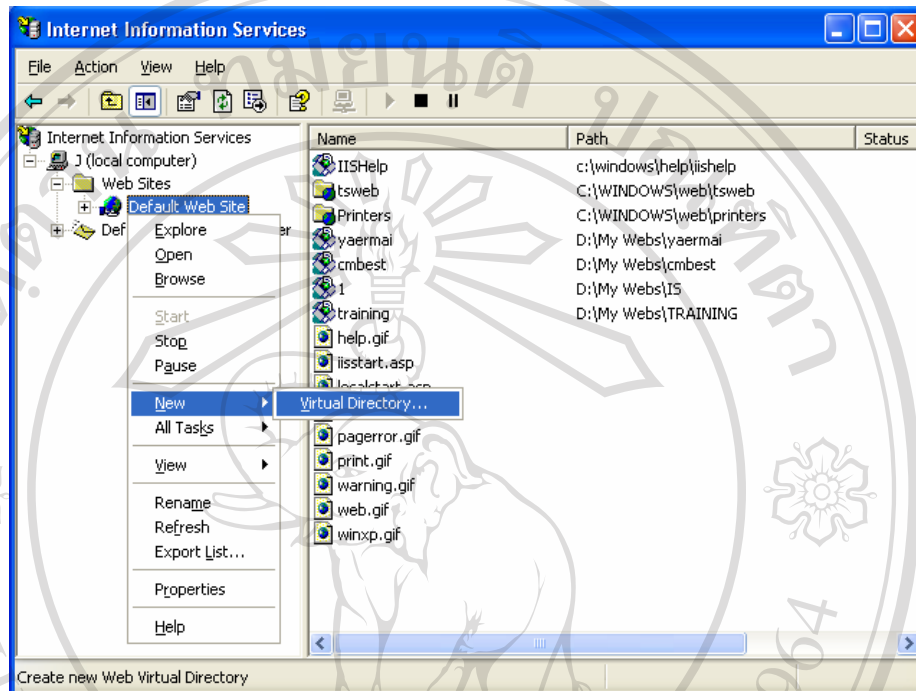 Internet Information Services
File Action View Help
Internet Information Services
J (local computer)
Web Sites
Default Web Site
Def
er
Explore
Open
Browse
Start
Stop
Pause
New
Virtual Directory...
All Tasks
View
Rename
Refresh
Export List...
Properties
Help
Name Path Status
IISHelp c:\windows\help\iishelp
tsweb C:\WINDOWS\web\tsweb
Printers C:\WINDOWS\web\printers
yaermai D:\My Webs\yaermai
cmbest D:\My Webs\cmbest
1 D:\My Webs\IS
training D:\My Webs\TRAINING
help.gif
iisstart.asp
localstart.asp
pagerror.gif
print.gif
warning.gif
web.gif
winxp.gif
Create new Web Virtual Directory
1964